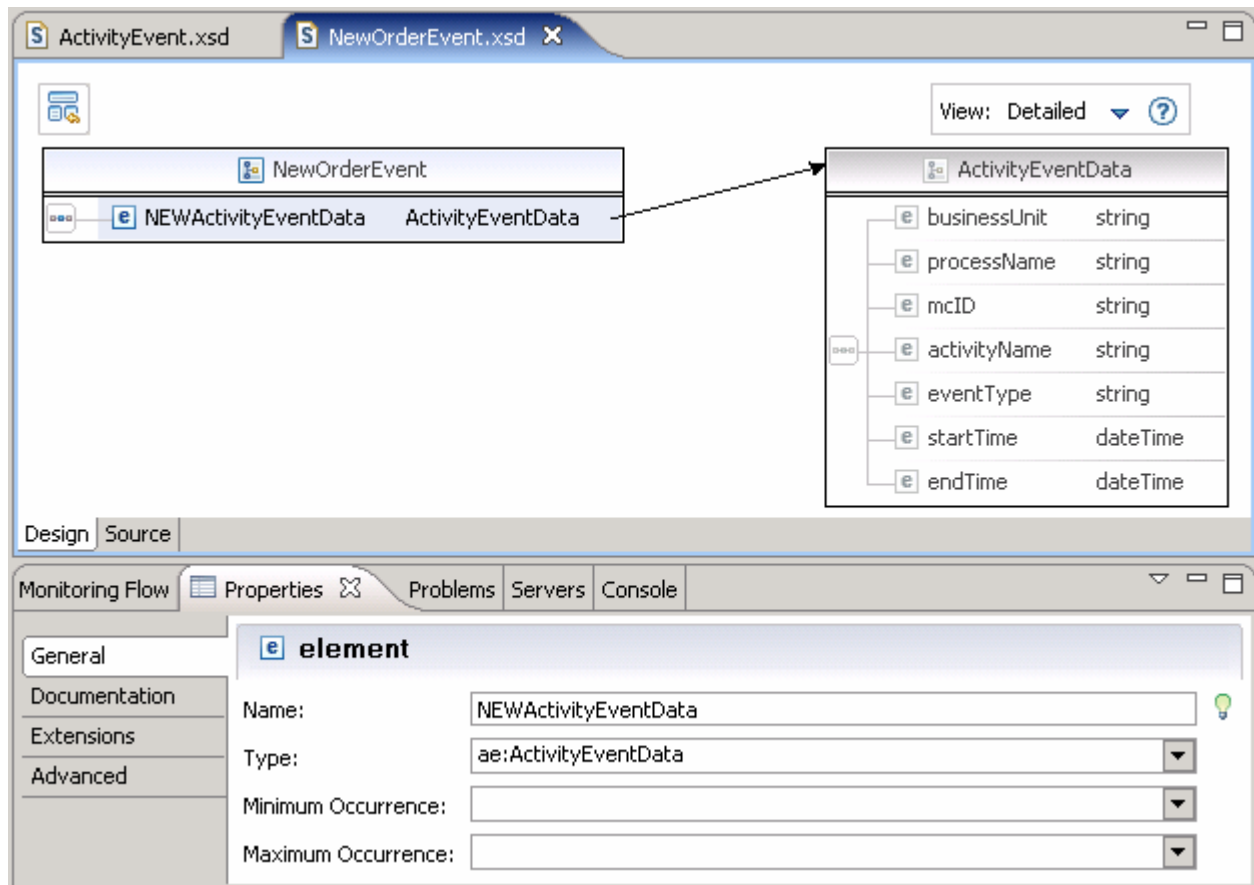 ActivityEvent.xsd NewOrderEvent.xsd
View: Detailed
NewOrderEvent
NEWActivityEventData ActivityEventData
ActivityEventData
businessUnit string
processName string
mcID string
activityName string
eventType string
startTime dateTime
endTime dateTime
Design Source
Monitoring Flow Properties Problems Servers Console
General
Documentation
Extensions
Advanced
element
Name: NEWActivityEventData
Type: ae:ActivityEventData
Minimum Occurrence:
Maximum Occurrence: